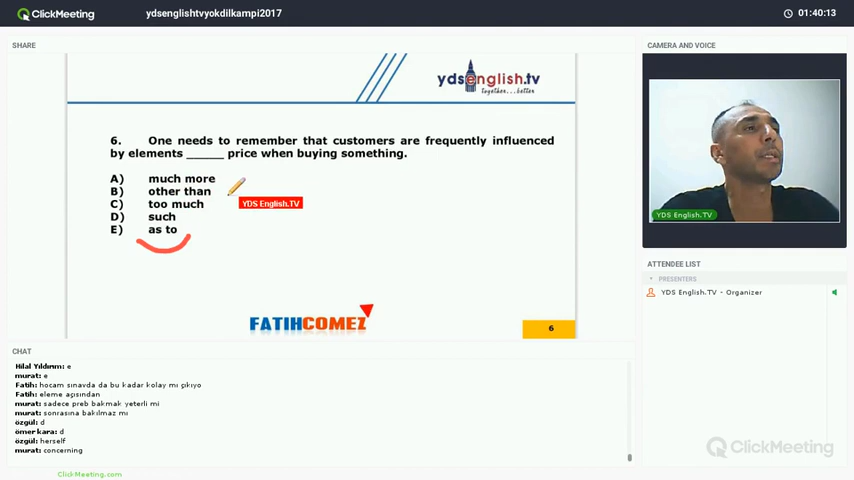 ClickMeeting
ydsenglishtvyokdilkampi2017
01:40:13
SHARE
CAMERA AND VOICE
ydsenglish.tv
together...better
6. One needs to remember that customers are frequently influenced
by elements ______ price when buying something.
A) much more
B) other than
C) too much
D) such
E) as to
YDS English.TV
FATIHCOMEZ
6
YDS English.TV
ATTENDEE LIST
PRESENTERS
YDS English.TV - Organizer
CHAT
Hilal Yıldırım: e
murat: e
Fatih: hocam sınavda da bu kadar kolay mı çıkıyo
Fatih: eleme açısından
murat: sadece preb bakmak yeterli mi
murat: sonrasına bakılmaz mı
özgül: d
ömer kara: d
özgül: herself
murat: concerning
ClickMeeting
ClickMeeting.com